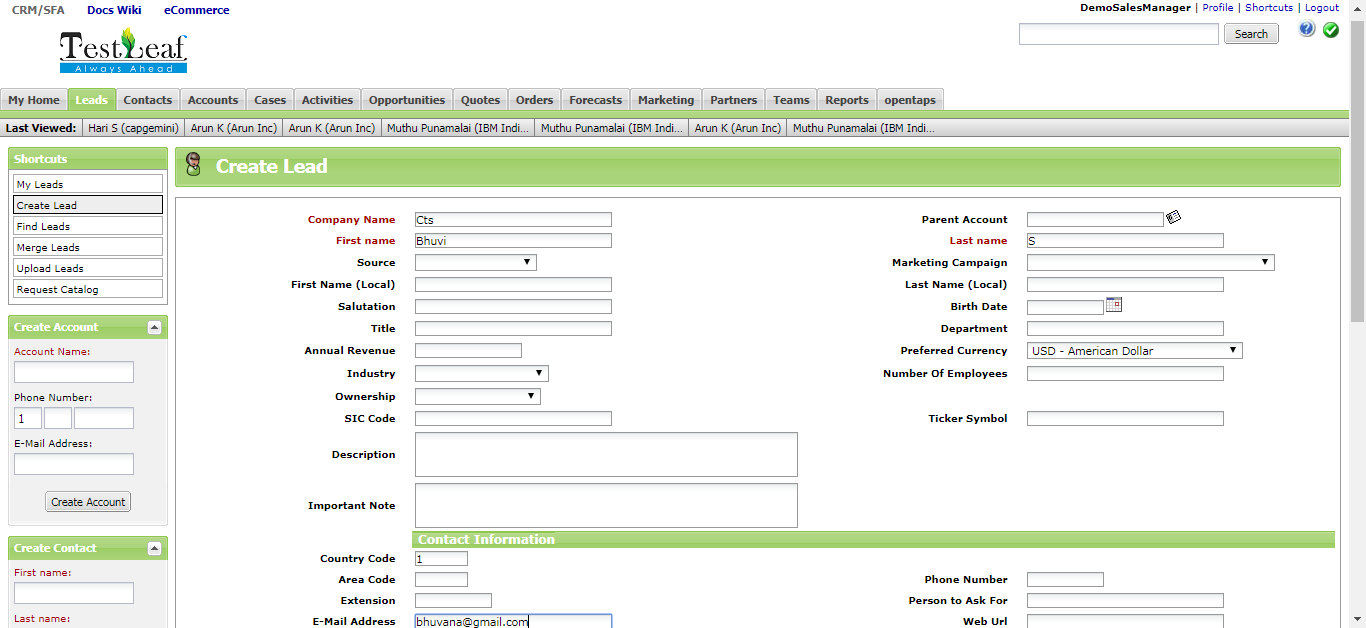 CRM/SFA Docs Wiki eCommerce
DemoSalesManager | Profile | Shortcuts | Logout
TestLeaf
Always Ahead
Search
My Home Leads Contacts Accounts Cases Activities Opportunities Quotes Orders Forecasts Marketing Partners Teams Reports opentaps
Last Viewed: Hari S (capgemini) Arun K (Arun Inc) Arun K (Arun Inc) Muthu Punamalai (IBM Indi... Muthu Punamalai (IBM Indi... Arun K (Arun Inc) Muthu Punamalai (IBM Indi...
Shortcuts
My Leads
Create Lead
Find Leads
Merge Leads
Upload Leads
Request Catalog
Create Account
Account Name:
Phone Number:
1
E-Mail Address:
Create Account
Create Contact
First name:
Last name:
Create Lead
Company Name Cts Parent Account
First name Bhuvi Last name S
Source Marketing Campaign
First Name (Local) Last Name (Local)
Salutation Birth Date
Title Department
Annual Revenue Preferred Currency USD - American Dollar
Industry Number Of Employees
Ownership
SIC Code Ticker Symbol
Description
Important Note
Contact Information
Country Code 1
Area Code Phone Number
Extension Person to Ask For
E-Mail Address bhuvana@gmail.com Web Url